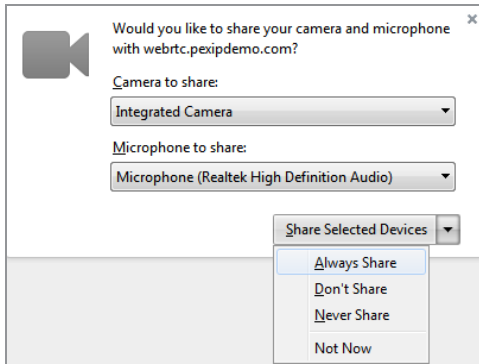 Would you like to share your camera and microphone
with webrtc.pexipdemo.com?
Camera to share:
Integrated Camera
Microphone to share:
Microphone (Realtek High Definition Audio)
Share Selected Devices
Always Share
Don't Share
Never Share
Not Now